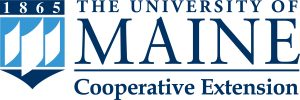 1865
THE UNIVERSITY OF
MAINE
Cooperative Extension